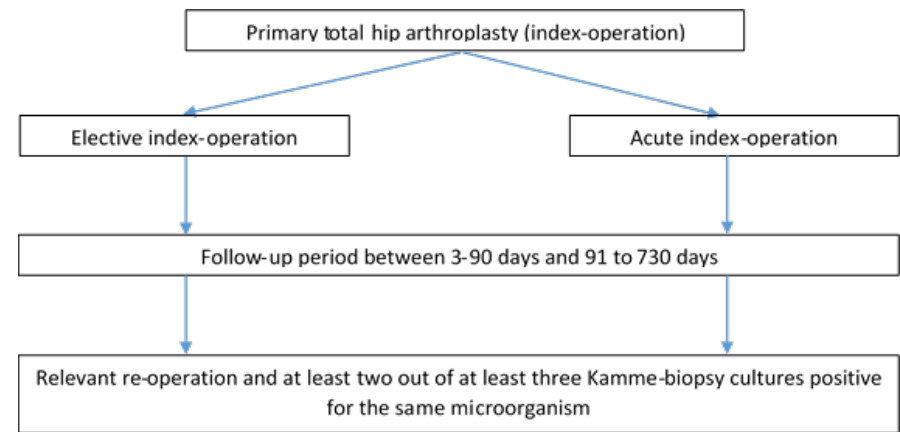 Primary total hip arthroplasty (index-operation)
Elective index-operation
Acute index-operation
Follow-up period between 3-90 days and 91 to 730 days
Relevant re-operation and at least two out of at least three Kamme-biopsy cultures positive
for the same microorganism